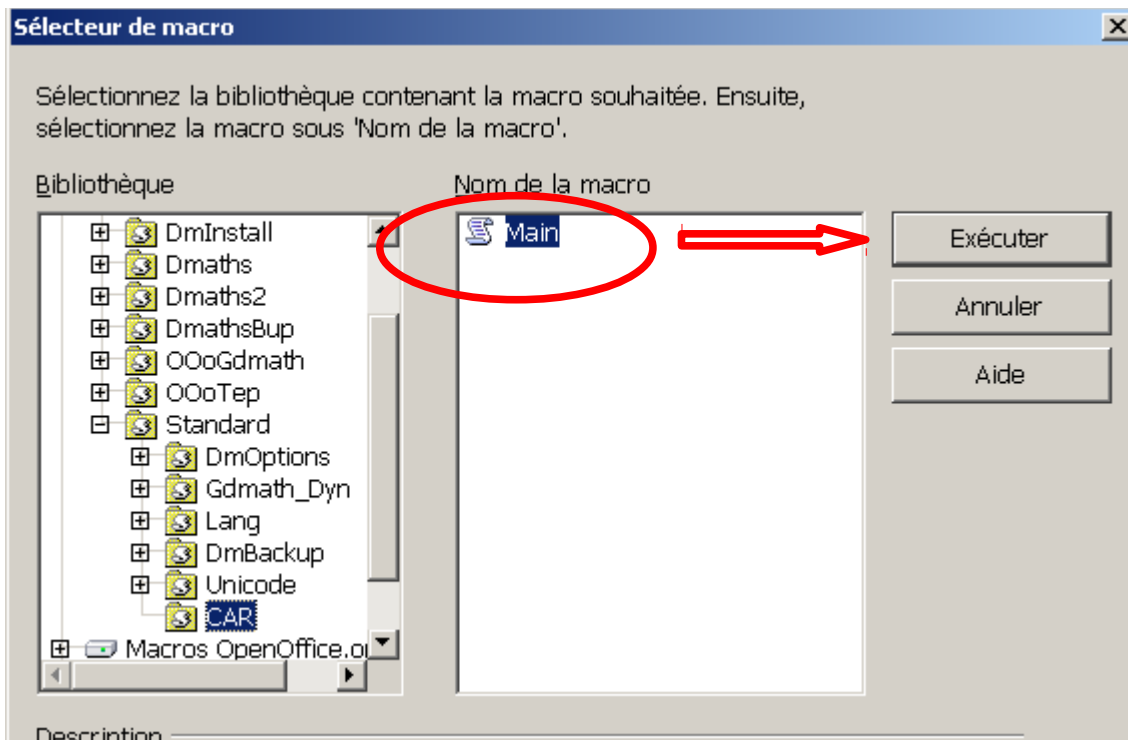 Sélecteur de macro
Sélectionnez la bibliothèque contenant la macro souhaitée. Ensuite,
sélectionnez la macro sous 'Nom de la macro'.
Bibliothèque
Nom de la macro
DmInstall
Dmaths
Dmaths2
DmathsBup
OOoGdmath
OOoTep
Standard
DmOptions
Gdmath_Dyn
Lang
DmBackup
Unicode
CAR
Macros OpenOffice.o
Main
Exécuter
Annuler
Aide
Description